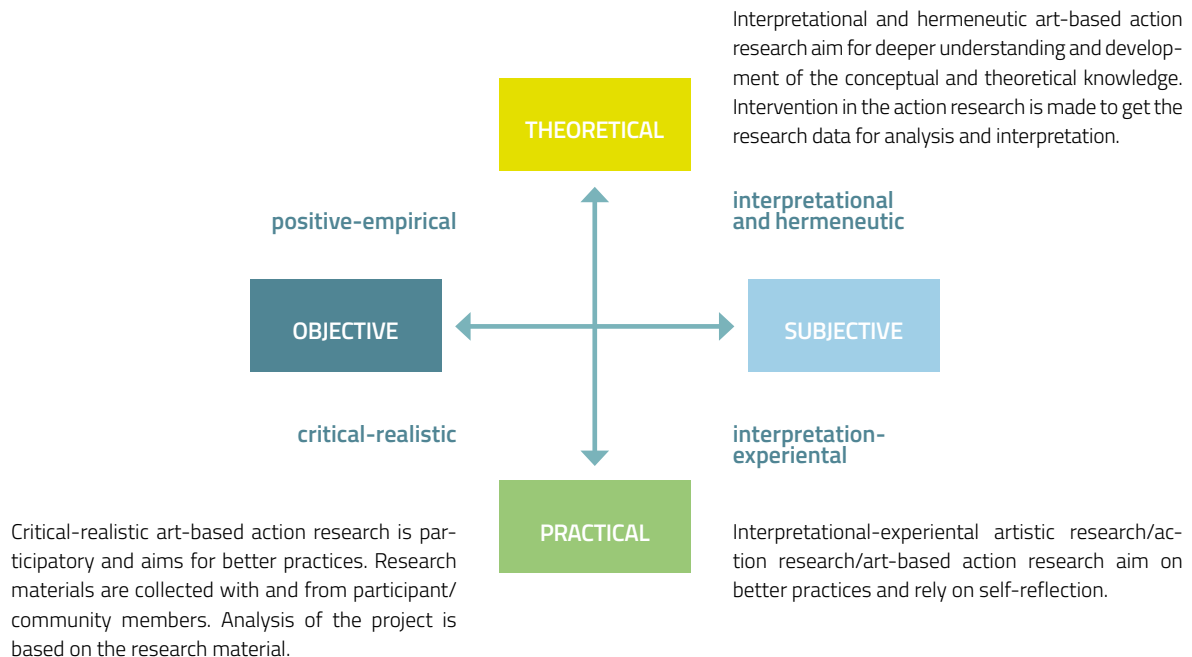 Interpretational and hermeneutic art-based action
research aim for deeper understanding and develop-
ment of the conceptual and theoretical knowledge.
Intervention in the action research is made to get the
research data for analysis and interpretation.
THEORETICAL
positive-empirical
interpretational
and hermeneutic
OBJECTIVE
SUBJECTIVE
critical-realistic
interpretation-
experiental
PRACTICAL
Critical-realistic art-based action research is par-
ticipatory and aims for better practices. Research
materials are collected with and from participant/
community members. Analysis of the project is
based on the research material.
Interpretational-experiential artistic research/ac-
tion research/art-based action research aim on
better practices and rely on self-reflection.